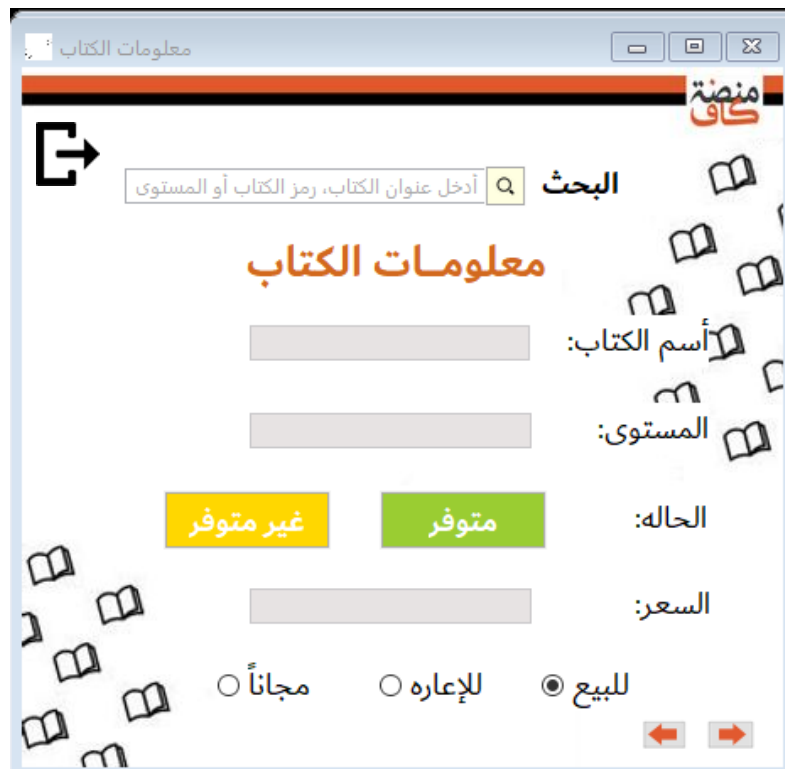 معلومات الكتاب
منصة
كاف
البحث
أدخل عنوان الكتاب، رمز الكتاب أو المستوى
معلومـات الكتاب
أسم الكتاب:
المستوى:
الحاله: متوفر غير متوفر
السعر:
للبيع للإعاره مجاناً